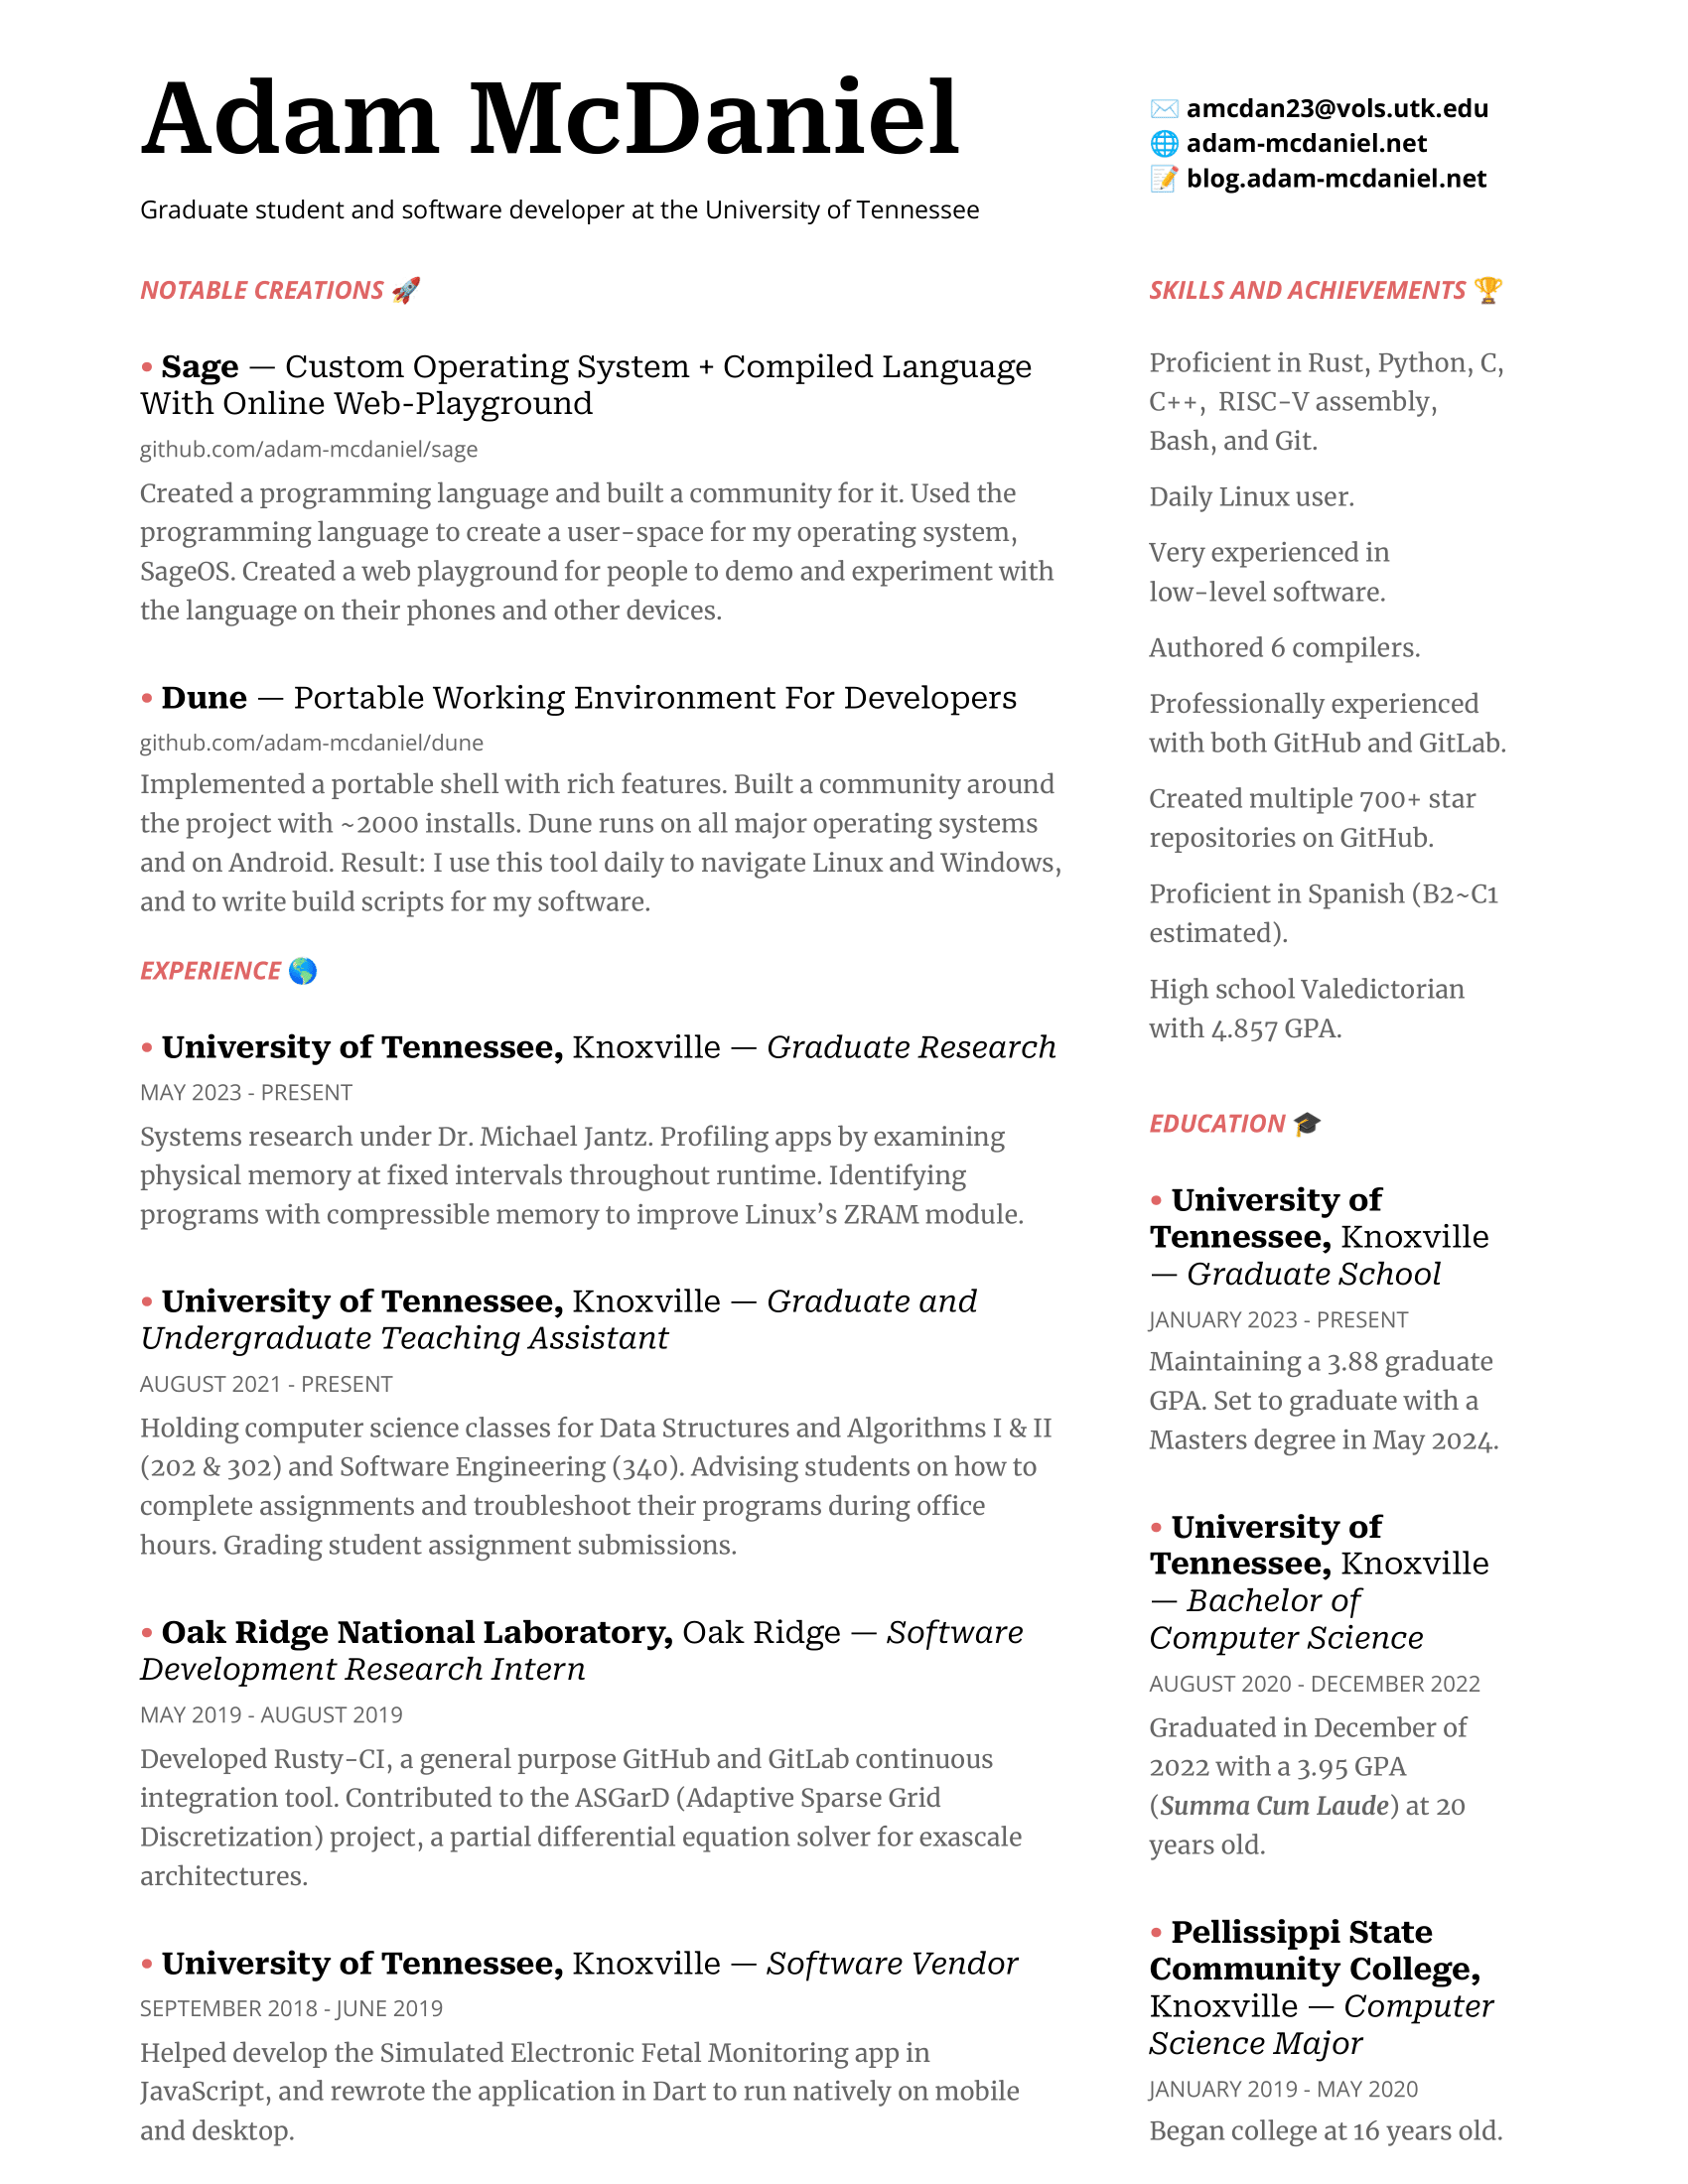 Adam McDaniel
Graduate student and software developer at the University of Tennessee
✉️ amcdan23@vols.utk.edu
🌐 adam-mcdaniel.net
📝 blog.adam-mcdaniel.net
NOTABLE CREATIONS 🚀
• Sage — Custom Operating System + Compiled Language
With Online Web-Playground
github.com/adam-mcdaniel/sage
Created a programming language and built a community for it. Used the
programming language to create a user-space for my operating system,
SageOS. Created a web playground for people to demo and experiment with
the language on their phones and other devices.
• Dune — Portable Working Environment For Developers
github.com/adam-mcdaniel/dune
Implemented a portable shell with rich features. Built a community around
the project with ~2000 installs. Dune runs on all major operating systems
and on Android. Result: I use this tool daily to navigate Linux and Windows,
and to write build scripts for my software.
EXPERIENCE 🌎
• University of Tennessee, Knoxville — Graduate Research
MAY 2023 - PRESENT
Systems research under Dr. Michael Jantz. Profiling apps by examining
physical memory at fixed intervals throughout runtime. Identifying
programs with compressible memory to improve Linux’s ZRAM module.
• University of Tennessee, Knoxville — Graduate and
Undergraduate Teaching Assistant
AUGUST 2021 - PRESENT
Holding computer science classes for Data Structures and Algorithms I & II
(202 & 302) and Software Engineering (340). Advising students on how to
complete assignments and troubleshoot their programs during office
hours. Grading student assignment submissions.
• Oak Ridge National Laboratory, Oak Ridge — Software
Development Research Intern
MAY 2019 - AUGUST 2019
Developed Rusty-CI, a general purpose GitHub and GitLab continuous
integration tool. Contributed to the ASGarD (Adaptive Sparse Grid
Discretization) project, a partial differential equation solver for exascale
architectures.
• University of Tennessee, Knoxville — Software Vendor
SEPTEMBER 2018 - JUNE 2019
Helped develop the Simulated Electronic Fetal Monitoring app in
JavaScript, and rewrote the application in Dart to run natively on mobile
and desktop.
SKILLS AND ACHIEVEMENTS 🏆
Proficient in Rust, Python, C,
C++,  RISC-V assembly,
Bash, and Git.
Daily Linux user.
Very experienced in
low-level software.
Authored 6 compilers.
Professionally experienced
with both GitHub and GitLab.
Created multiple 700+ star
repositories on GitHub.
Proficient in Spanish (B2~C1
estimated).
High school Valedictorian
with 4.857 GPA.
EDUCATION 🎓
• University of
Tennessee, Knoxville
— Graduate School
JANUARY 2023 - PRESENT
Maintaining a 3.88 graduate
GPA. Set to graduate with a
Masters degree in May 2024.
• University of
Tennessee, Knoxville
— Bachelor of
Computer Science
AUGUST 2020 - DECEMBER 2022
Graduated in December of
2022 with a 3.95 GPA
(Summa Cum Laude) at 20
years old.
• Pellissippi State
Community College,
Knoxville — Computer
Science Major
JANUARY 2019 - MAY 2020
Began college at 16 years old.